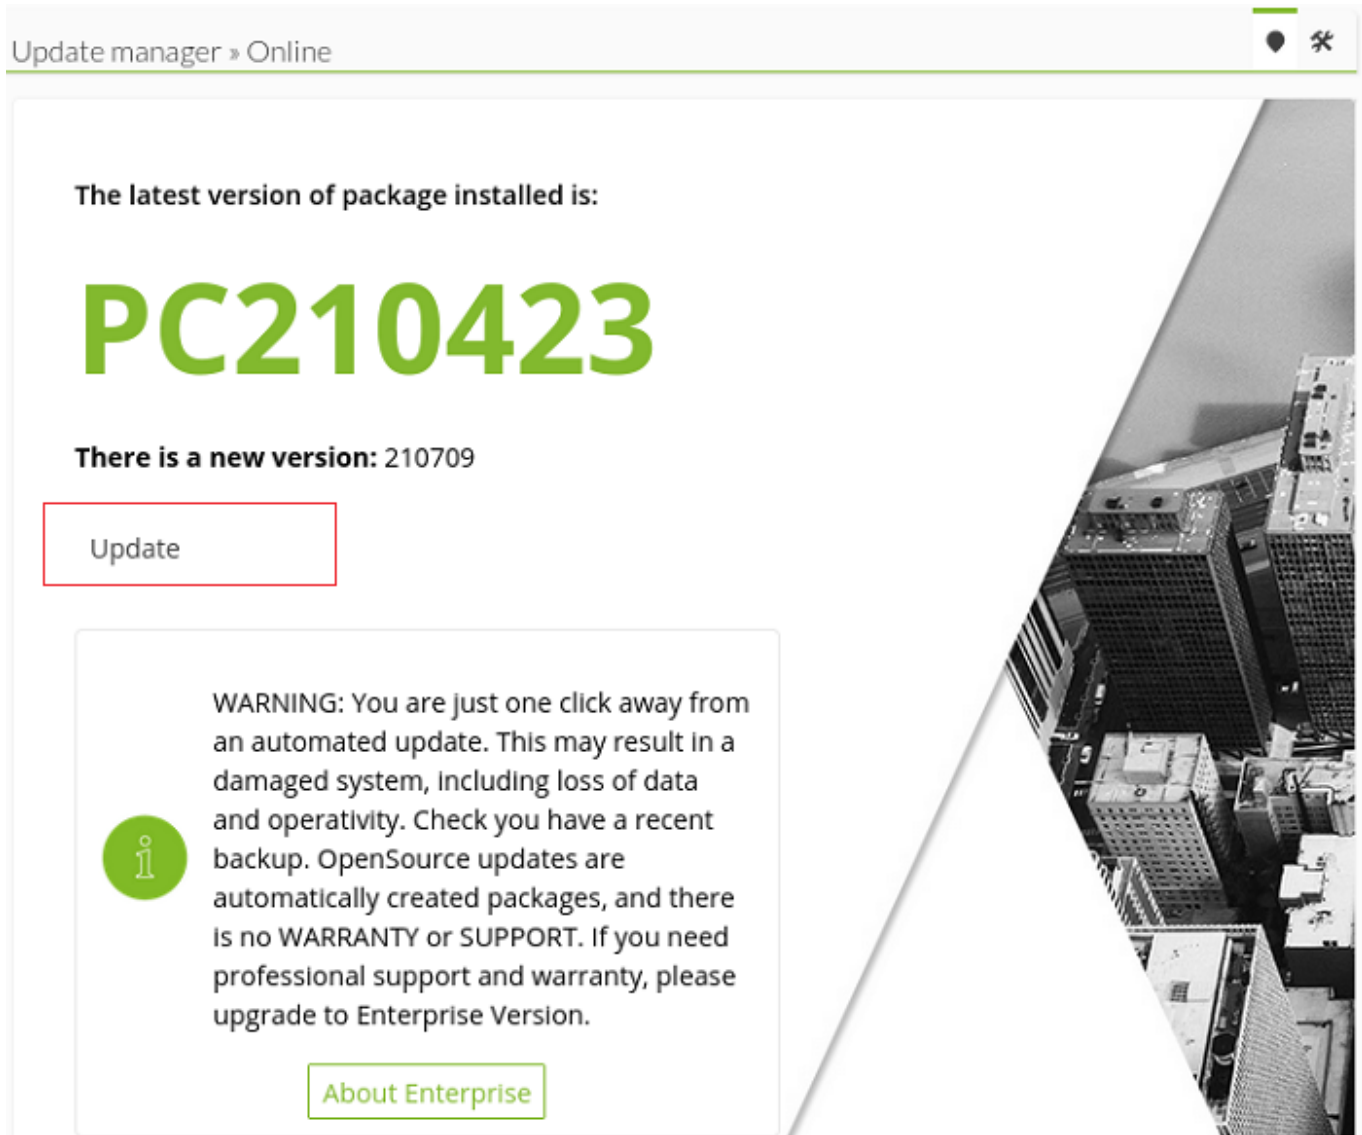 Update manager » Online
The latest version of package installed is:
PC210423
There is a new version: 210709
Update
WARNING: You are just one click away from
an automated update. This may result in a
damaged system, including loss of data
and operativity. Check you have a recent
backup. OpenSource updates are
automatically created packages, and there
is no WARRANTY or SUPPORT. If you need
professional support and warranty, please
upgrade to Enterprise Version.
About Enterprise